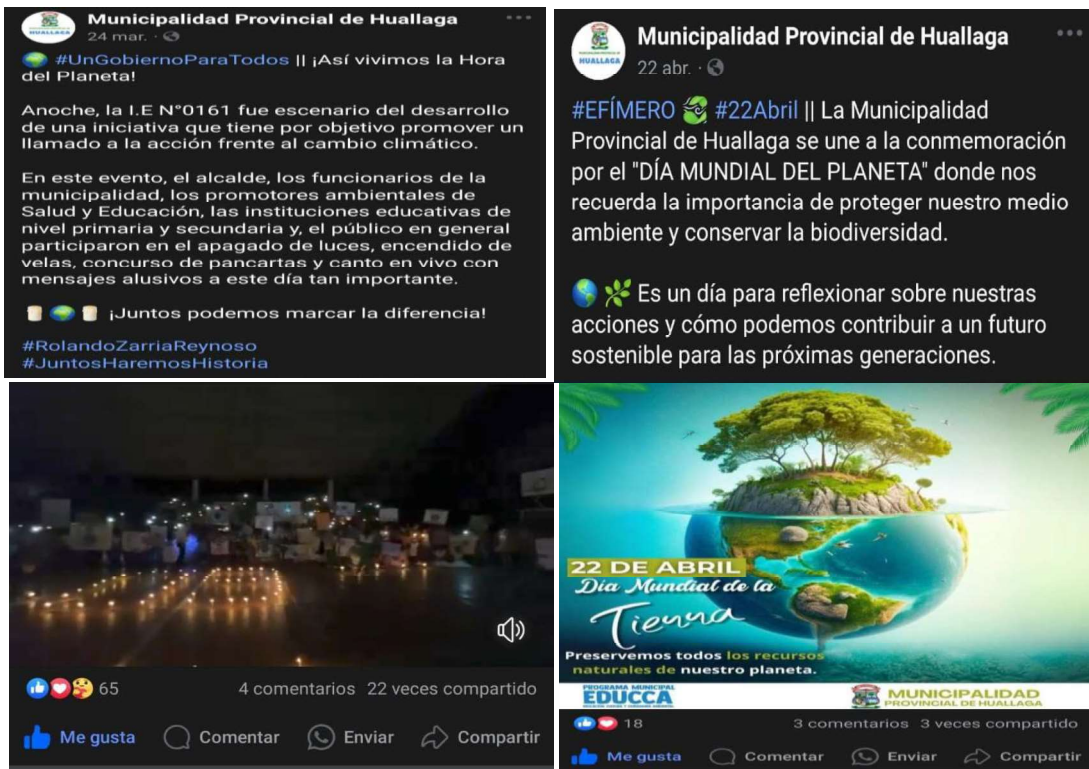 Municipalidad Provincial de Huallaga
24 mar.
HUALLAGA
#UnGobiernoParaTodos || ¡Así vivimos la Hora
del Planeta!
Anoche, la I.E N°0161 fue escenario del desarrollo
de una iniciativa que tiene por objetivo promover un
llamado a la acción frente al cambio climático.
En este evento, el alcalde, los funcionarios de la
municipalidad, los promotores ambientales de
Salud y Educación, las instituciones educativas de
nivel primaria y secundaria y, el público en general
participaron en el apagado de luces, encendido de
velas, concurso de pancartas y canto en vivo con
mensajes alusivos a este día tan importante.
¡Juntos podemos marcar la diferencia!
#RolandoZarriaReynoso
#JuntosHaremosHistoria
65
4 comentarios 22 veces compartido
Me gusta Comentar Enviar Compartir
Municipalidad Provincial de Huallaga
22 abr.
HUALLAGA
#EFÍMERO #22Abril || La Municipalidad
Provincial de Huallaga se une a la conmemoración
por el "DÍA MUNDIAL DEL PLANETA" donde nos
recuerda la importancia de proteger nuestro medio
ambiente y conservar la biodiversidad.
Es un día para reflexionar sobre nuestras
acciones y cómo podemos contribuir a un futuro
sostenible para las próximas generaciones.
22 DE ABRIL
Día Mundial de la
Tierra
Preservemos todos los recursos
naturales de nuestro planeta.
PROGRAMA MUNICIPAL
EDUCCA
MUNICIPALIDAD
PROVINCIAL DE HUALLAGA
18
3 comentarios 3 veces compartido
Me gusta Comentar Enviar Compartir